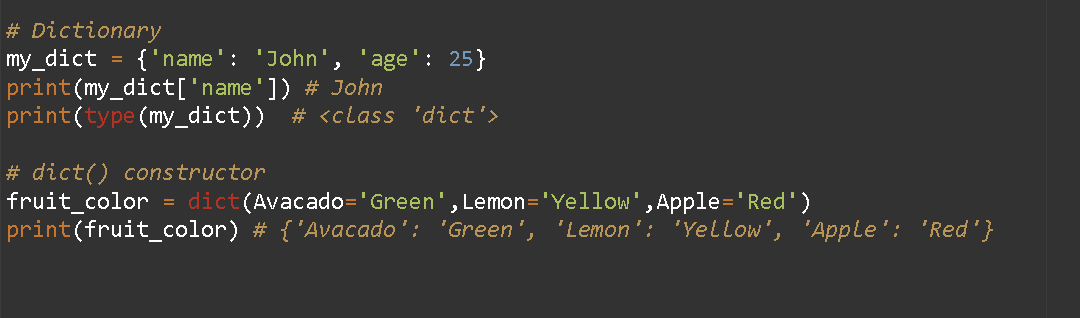 # Dictionary
my_dict = {'name': 'John', 'age': 25}
print(my_dict['name']) # John
print(type(my_dict))  # <class 'dict'>
# dict() constructor
fruit_color = dict(Avacado='Green',Lemon='Yellow',Apple='Red')
print(fruit_color) # {'Avacado': 'Green', 'Lemon': 'Yellow', 'Apple': 'Red'}